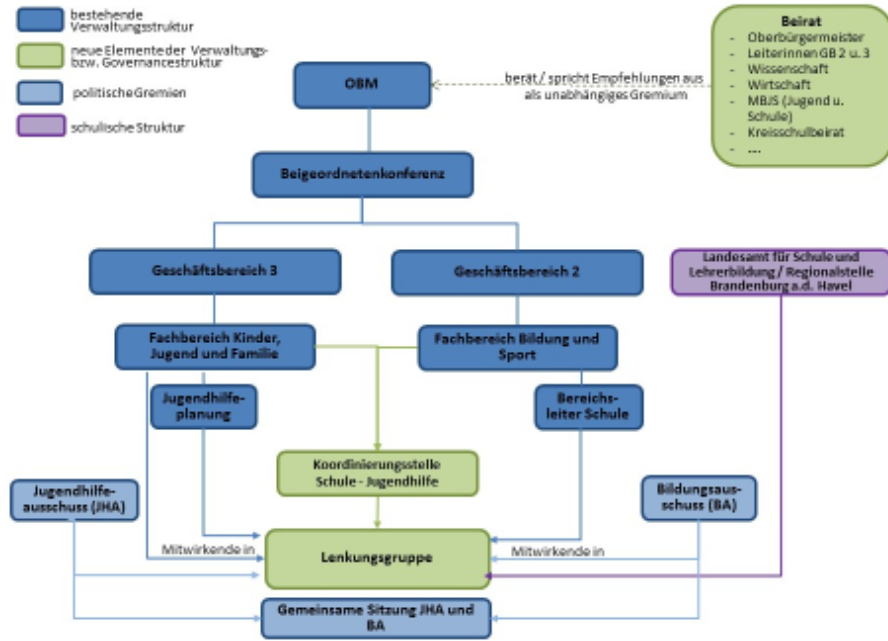 bestehende
Verwaltungsstruktur
neue Elemente der Verwaltungs-
bzw. Governancestruktur
politische Gremien
schulische Struktur
OBM
berät / spricht Empfehlungen aus
als unabhängiges Gremium
Beirat
- Oberbürgermeister
- Leiterinnen GB 2 u. 3
- Wissenschaft
- Wirtschaft
- MBJS (Jugend u.
Schule)
- Kreisschulbeirat
- ....
Beigeordnetenkonferenz
Geschäftsbereich 3
Geschäftsbereich 2
Landesamt für Schule und
Lehrerbildung / Regionalstelle
Brandenburg a.d. Havel
Fachbereich Kinder,
Jugend und Familie
Fachbereich Bildung und
Sport
Jugendhilfe-
planung
Bereichs-
leiter Schule
Koordinierungsstelle
Schule - Jugendhilfe
Jugendhilfe-
ausschuss (JHA)
Bildungsaus-
schuss (BA)
Mitwirkende in
Lenkungsgruppe
Mitwirkende in
Gemeinsame Sitzung JHA und
BA